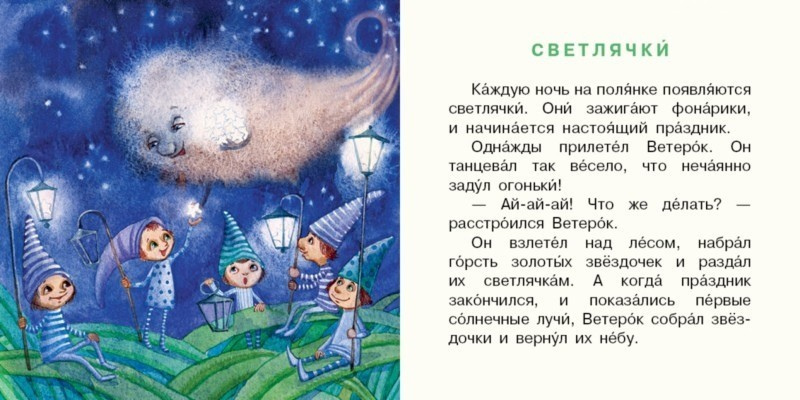 СВЕТЛЯЧКИ́
Ка́ждую ночь на поля́нке появля́ются
светлячки́. Они́ зажига́ют фона́рики,
и начина́ется настоя́щий пра́здник.
Одна́жды прилете́л Ветеро́к. Он
танцева́л так ве́село, что неча́янно
заду́л огоньки́!
— Ай-ай-ай! Что же де́лать? —
расстро́ился Ветеро́к.
Он взлете́л над ле́сом, набра́л
го́рсть золоты́х звёздочек и разда́л
их светлячка́м. А когда́ пра́здник
зако́нчился, и показа́лись пе́рвые
со́лнечные лучи́, Ветеро́к собра́л звёз-
дочки и верну́л их не́бу.